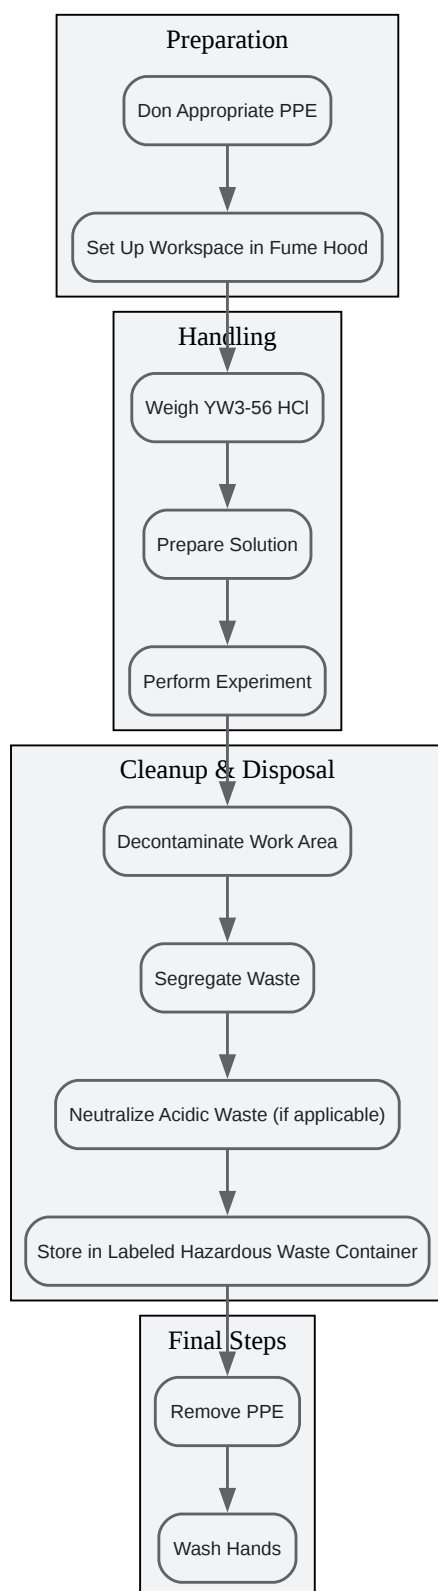 Preparation
Don Appropriate PPE
Set Up Workspace in Fume Hood
Handling
Weigh YW3-56 HCl
Prepare Solution
Perform Experiment
Cleanup & Disposal
Decontaminate Work Area
Segregate Waste
Neutralize Acidic Waste (if applicable)
Store in Labeled Hazardous Waste Container
Final Steps
Remove PPE
Wash Hands